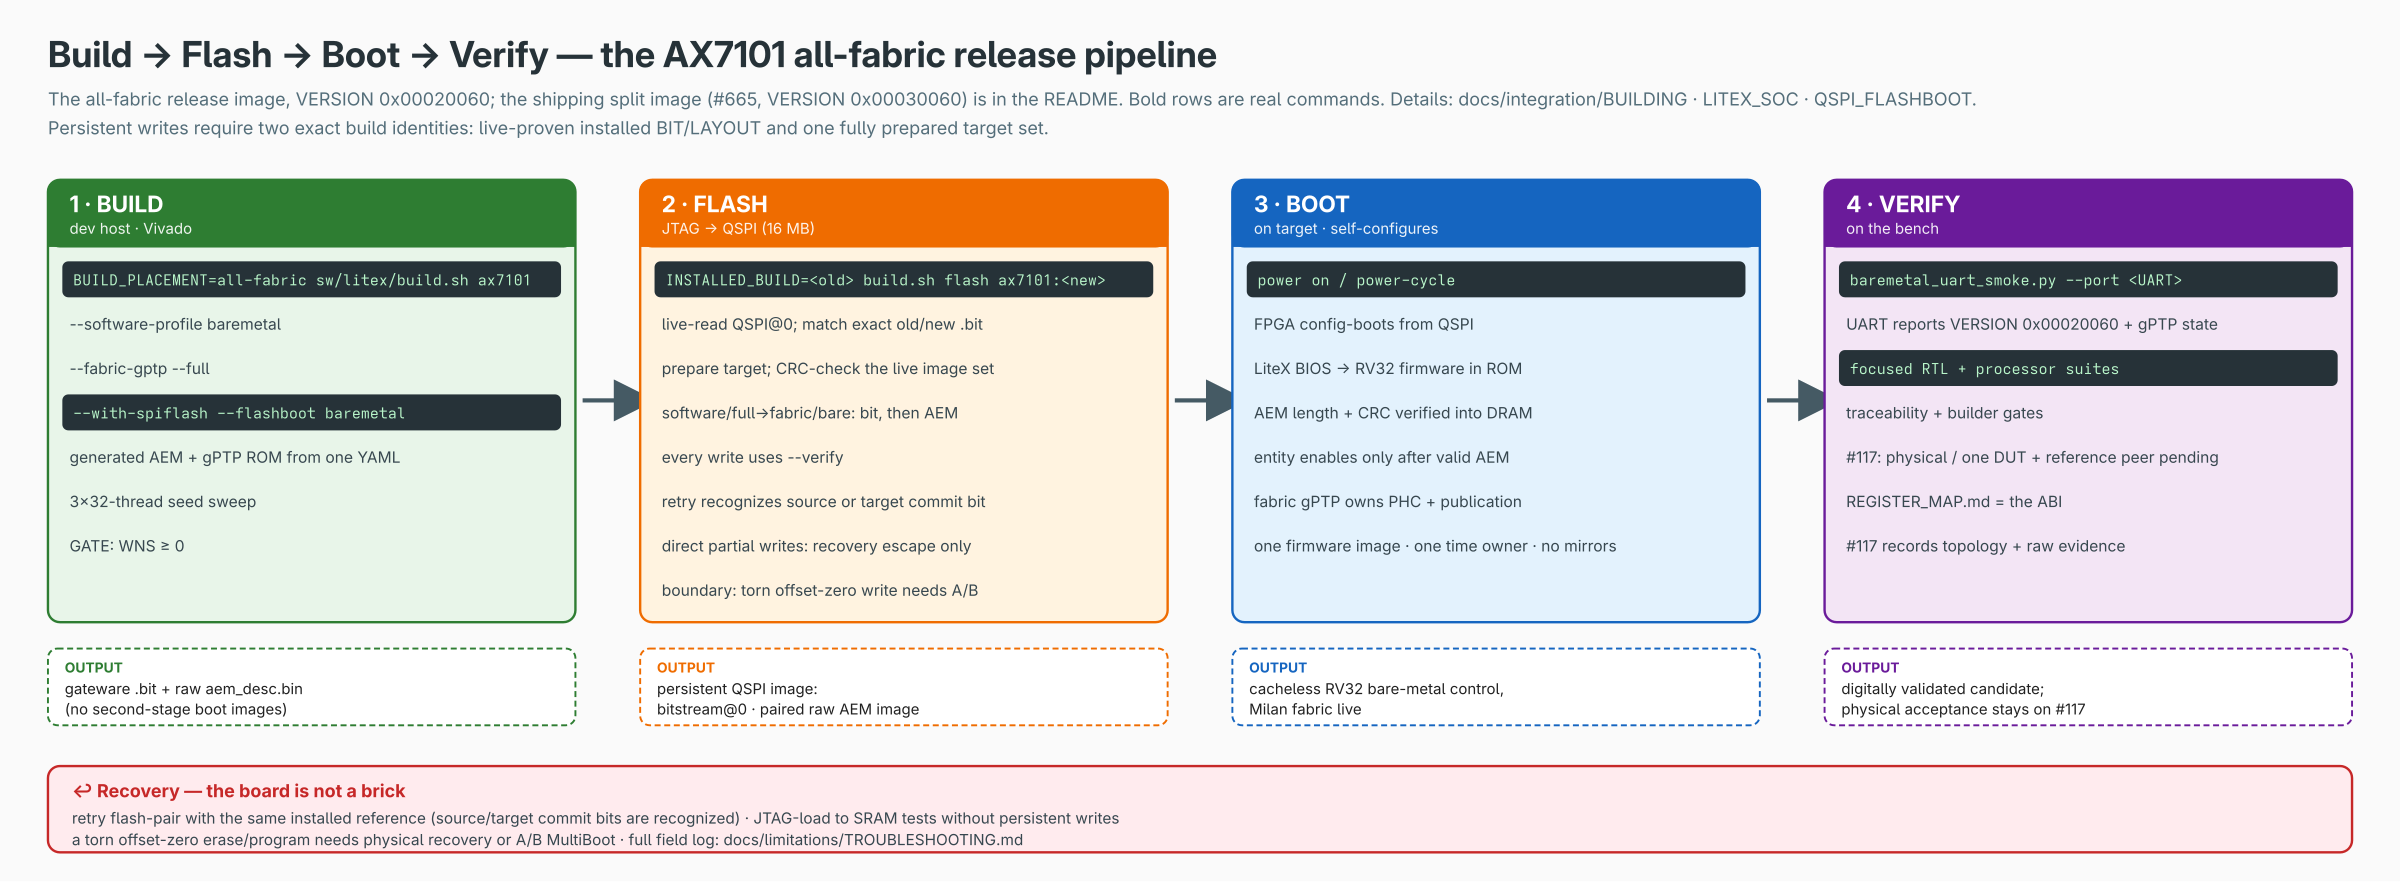 Build → Flash → Boot → Verify — the AX7101 all-fabric release pipeline
The all-fabric release image, VERSION 0x00020060; the shipping split image (#665, VERSION 0x00030060) is in the README. Bold rows are real commands. Details: docs/integration/BUILDING · LITEX_SOC · QSPI_FLASHBOOT.
Persistent writes require two exact build identities: live-proven installed BIT/LAYOUT and one fully prepared target set.
1 · BUILD
dev host · Vivado
BUILD_PLACEMENT=all-fabric sw/litex/build.sh ax7101
--software-profile baremetal
--fabric-gptp --full
--with-spiflash --flashboot baremetal
generated AEM + gPTP ROM from one YAML
3×32-thread seed sweep
GATE: WNS ≥ 0
OUTPUT
gateware .bit + raw aem_desc.bin
(no second-stage boot images)
2 · FLASH
JTAG → QSPI (16 MB)
INSTALLED_BUILD=<old> build.sh flash ax7101:<new>
live-read QSPI@0; match exact old/new .bit
prepare target; CRC-check the live image set
software/full→fabric/bare: bit, then AEM
every write uses --verify
retry recognizes source or target commit bit
direct partial writes: recovery escape only
boundary: torn offset-zero write needs A/B
OUTPUT
persistent QSPI image:
bitstream@0 · paired raw AEM image
3 · BOOT
on target · self-configures
power on / power-cycle
FPGA config-boots from QSPI
LiteX BIOS → RV32 firmware in ROM
AEM length + CRC verified into DRAM
entity enables only after valid AEM
fabric gPTP owns PHC + publication
one firmware image · one time owner · no mirrors
OUTPUT
cacheless RV32 bare-metal control,
Milan fabric live
4 · VERIFY
on the bench
baremetal_uart_smoke.py --port <UART>
UART reports VERSION 0x00020060 + gPTP state
focused RTL + processor suites
traceability + builder gates
#117: physical / one DUT + reference peer pending
REGISTER_MAP.md = the ABI
#117 records topology + raw evidence
OUTPUT
digitally validated candidate;
physical acceptance stays on #117
↩ Recovery — the board is not a brick
retry flash-pair with the same installed reference (source/target commit bits are recognized) · JTAG-load to SRAM tests without persistent writes
a torn offset-zero erase/program needs physical recovery or A/B MultiBoot · full field log: docs/limitations/TROUBLESHOOTING.md